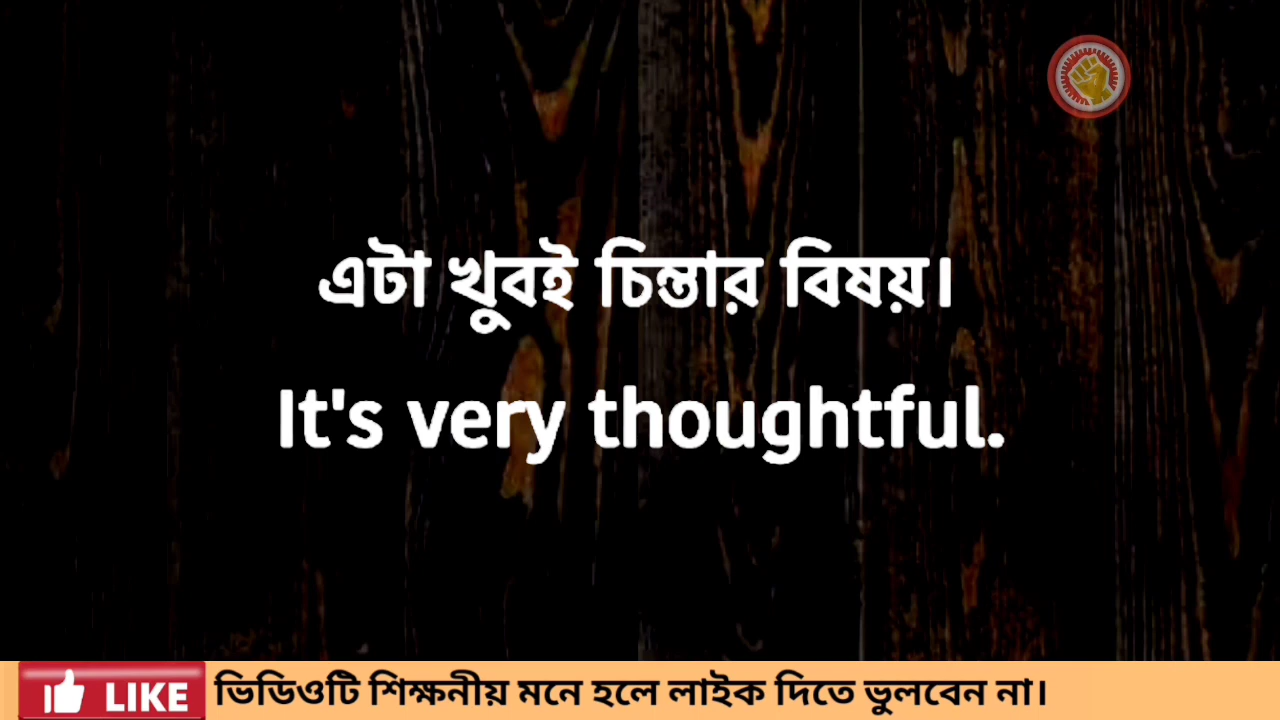 এটা খুবই চিন্তার বিষয়।
It's very thoughtful.
LIKE ভিডিওটি শিক্ষনীয় মনে হলে লাইক দিতে ভুলবেন না।